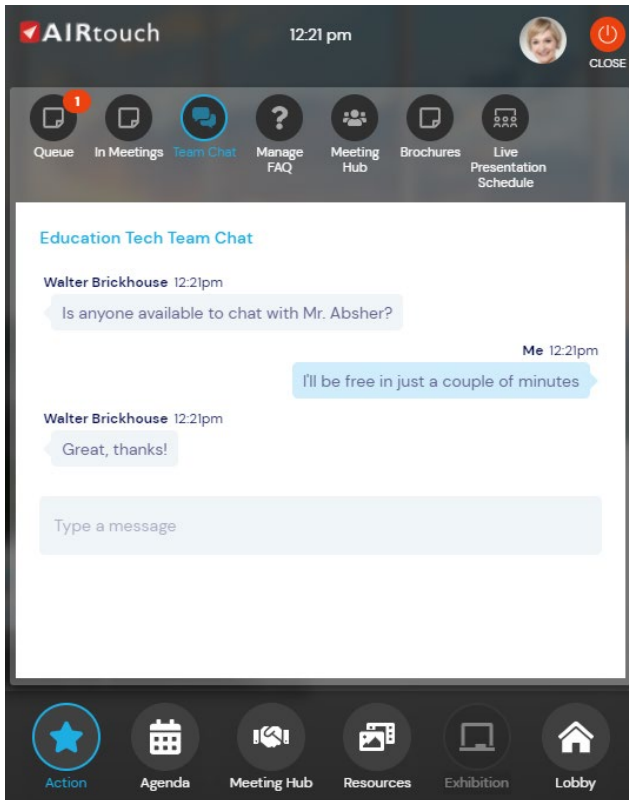 AIRtouch
12:21 pm
CLOSE
1
Queue
In Meetings
Team Chat
Manage
FAQ
Meeting
Hub
Brochures
Live
Presentation
Schedule
Education Tech Team Chat
Walter Brickhouse 12:21pm
Is anyone available to chat with Mr. Absher?
Me 12:21pm
I'll be free in just a couple of minutes
Walter Brickhouse 12:21pm
Great, thanks!
Type a message
Action
Agenda
Meeting Hub
Resources
Exhibition
Lobby